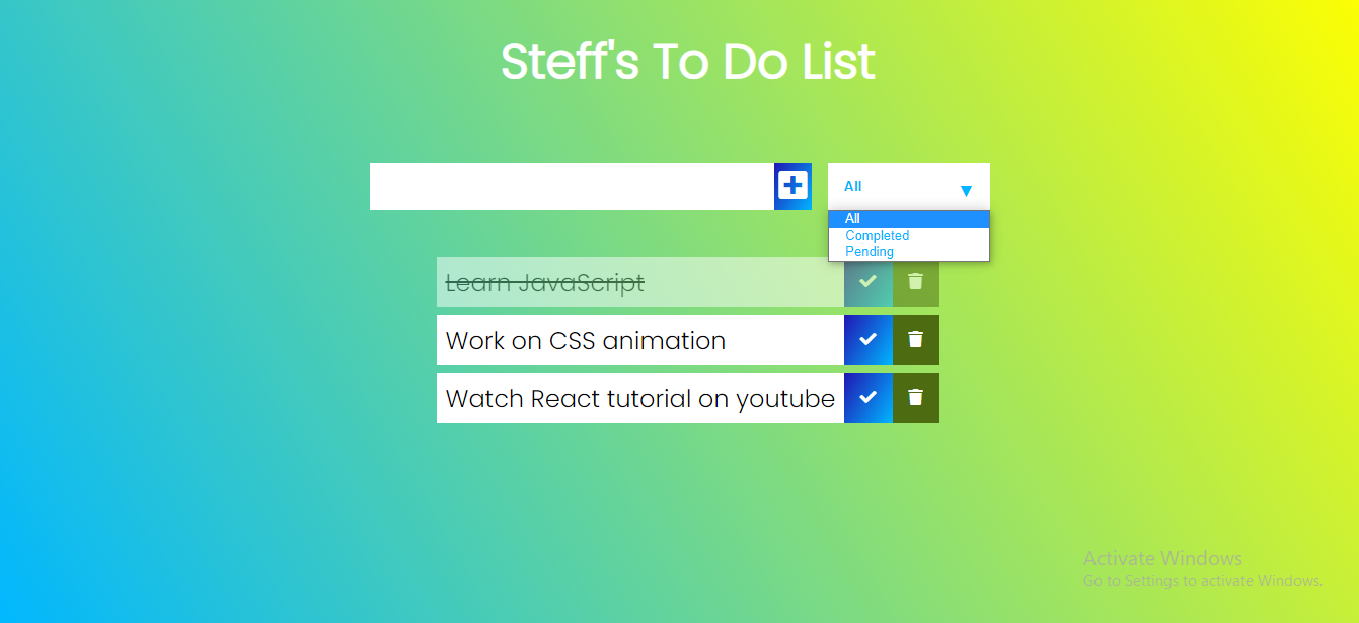 Steff's To Do List
All
All
Completed
Pending
Learn JavaScript
Work on CSS animation
Watch React tutorial on youtube
Activate Windows
Go to Settings to activate Windows.